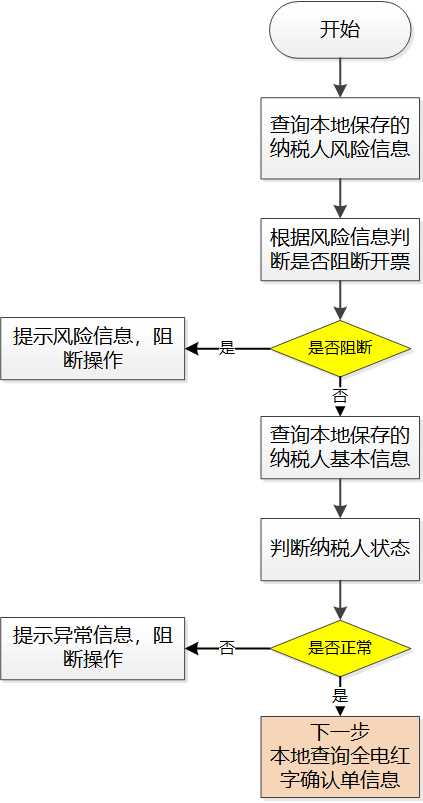 开始
查询本地保存的
纳税人风险信息
根据风险信息判
断是否阻断开票
是否阻断
是
提示风险信息，阻
断操作
否
查询本地保存的
纳税人基本信息
判断纳税人状态
是否正常
否
提示异常信息，阻
断操作
是
下一步
本地查询全电红
字确认单信息